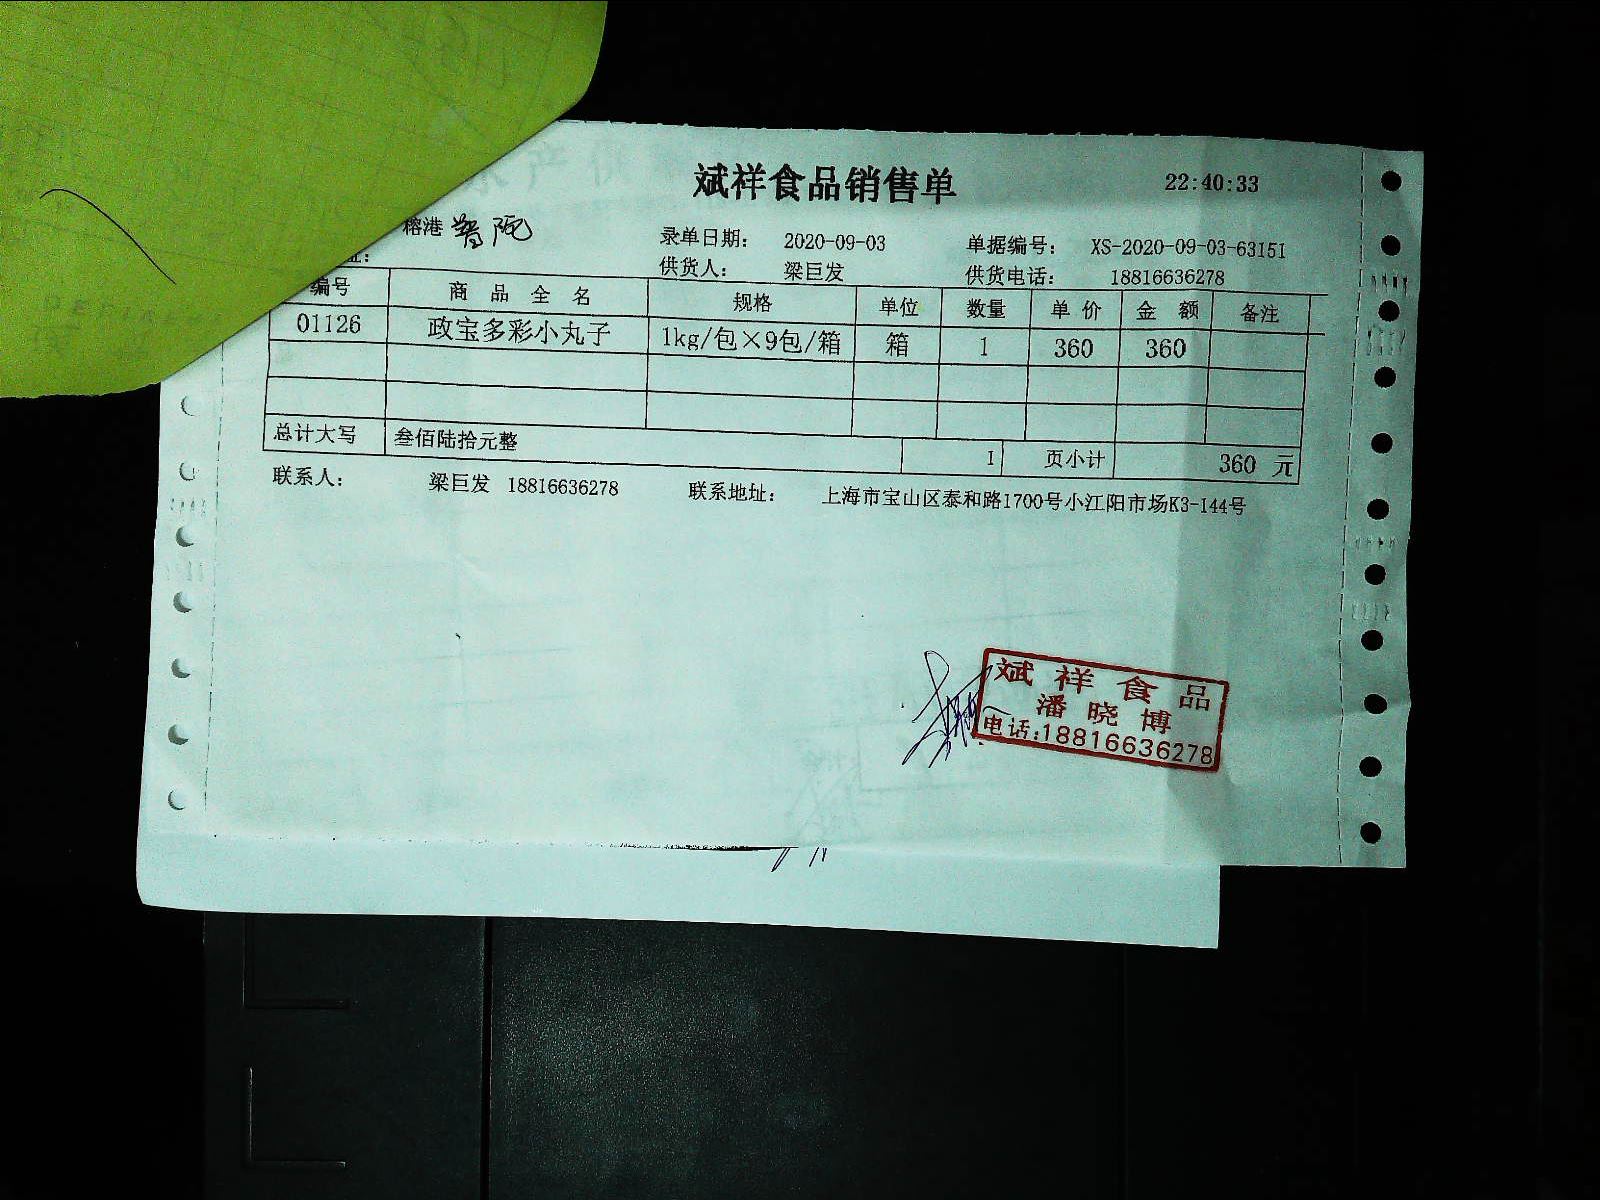 斌祥食品销售单 22:40:33
榕港 普陀 录单日期: 2020-09-03 单据编号: XS-2020-09-03-63151
供货人: 梁巨发 供货电话: 18816636278
编号 商品全名 规格 单位 数量 单价 金额 备注
01126 政宝多彩小丸子 1kg/包×9包/箱 箱 1 360 360
总计大写 叁佰陆拾元整 1 页小计 360 元
联系人: 梁巨发 18816636278 联系地址: 上海市宝山区泰和路1700号小江阳市场K3-144号
斌祥食品
潘晓博
电话:18816636278